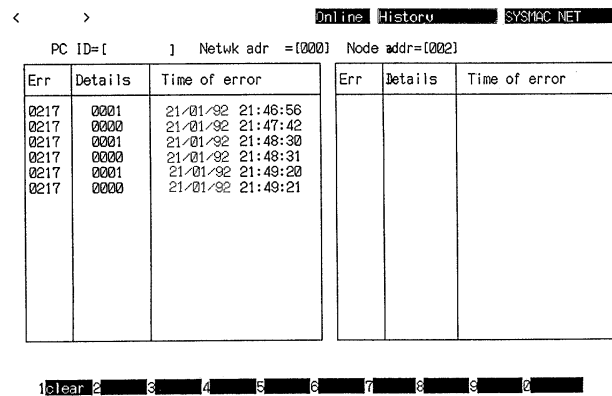 < > Online History SYSMAC NET
PC ID=[ ] Netwk adr =[000] Node addr=[002]
Err Details Time of error Err Details Time of error
0217 0001 21/01/92 21:46:56
0217 0000 21/01/92 21:47:42
0217 0001 21/01/92 21:48:30
0217 0000 21/01/92 21:48:31
0217 0001 21/01/92 21:49:20
0217 0000 21/01/92 21:49:21
1clear 2 3 4 5 6 7 8 9 0